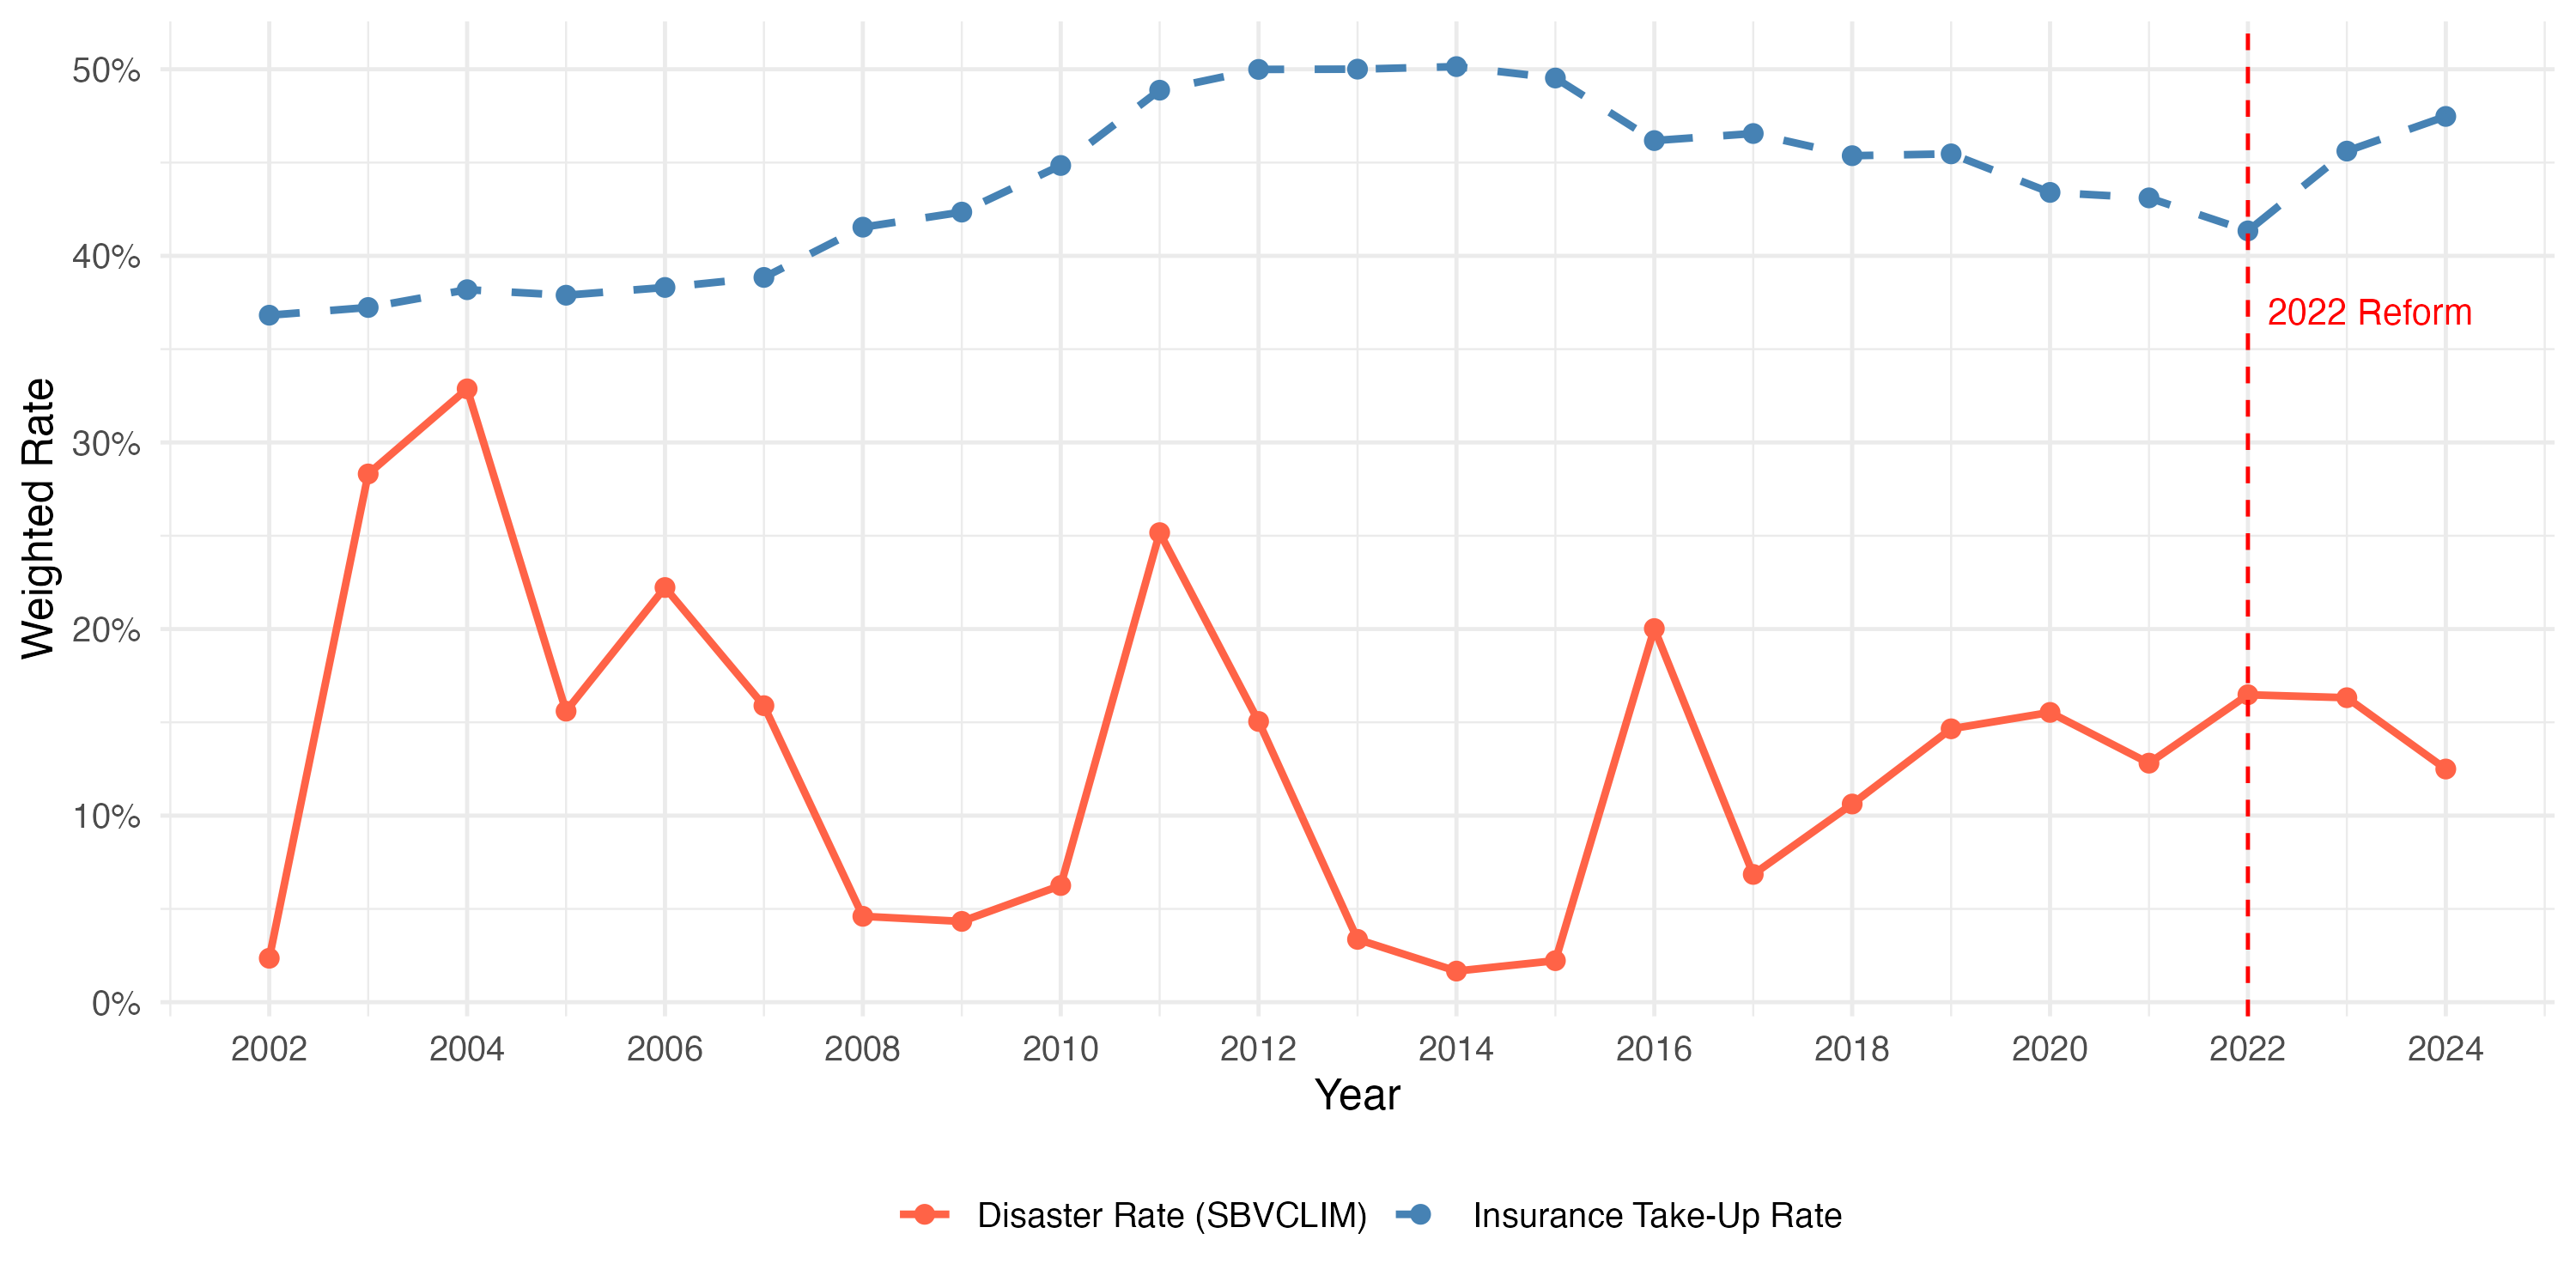 50%
40%
30%
20%
10%
0%
Weighted Rate
2022 Reform
2002 2004 2006 2008 2010 2012 2014 2016 2018 2020 2022 2024
Year
Disaster Rate (SBVCLIM) Insurance Take-Up Rate